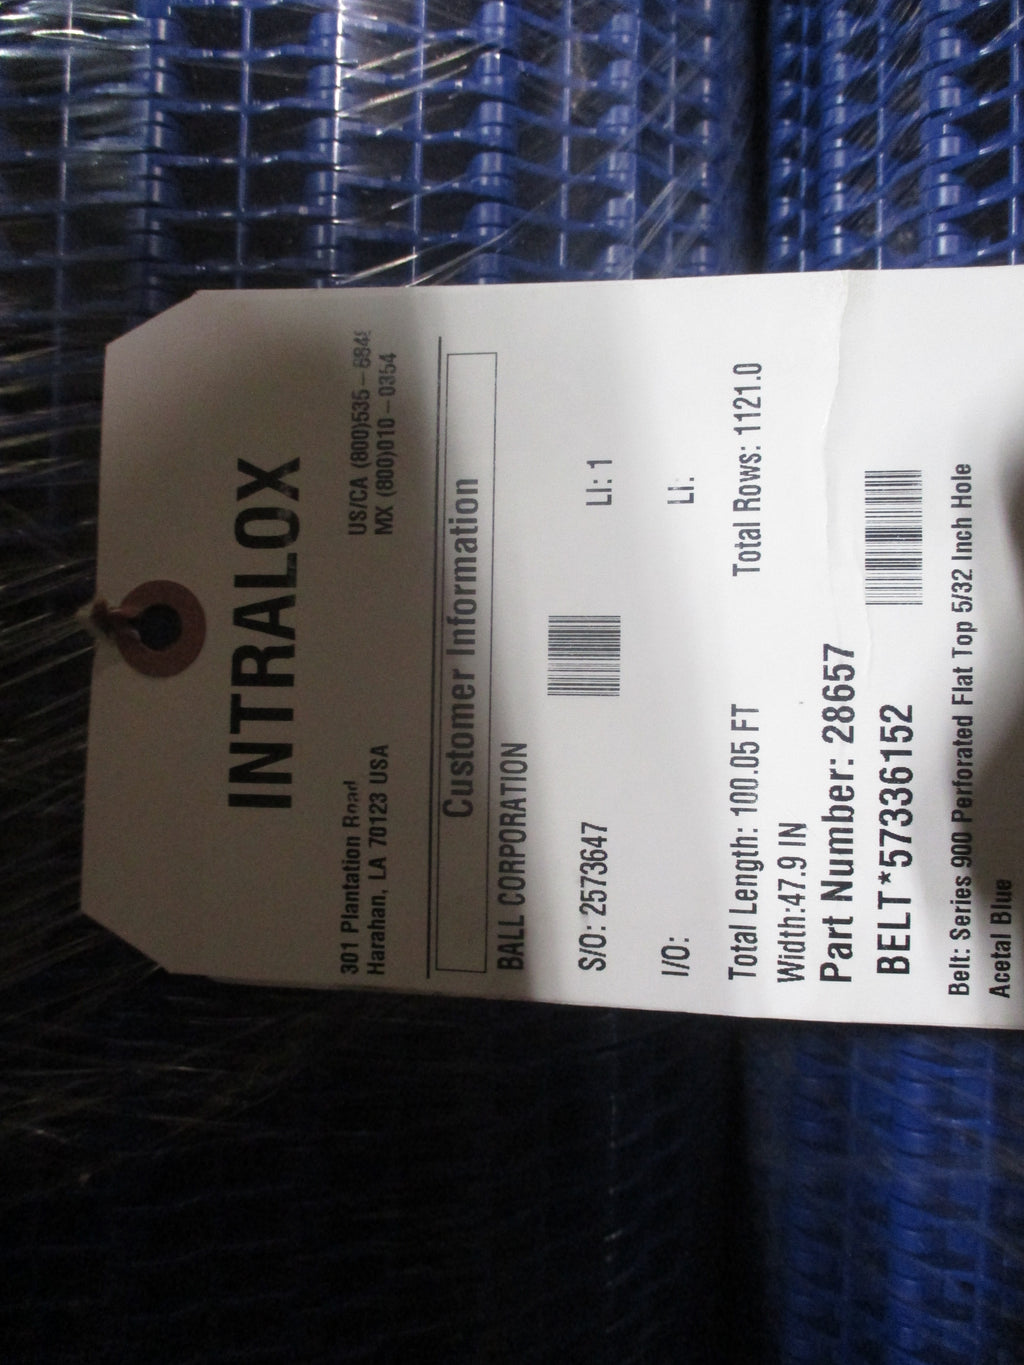 INTRALOX
301 Plantation Road
Harahan, LA 70123 USA
US/CA (800)535-8848
MX (800)010-0354
Customer Information
BALL CORPORATION
S/O: 2573647 LI: 1
I/O: LI:
Total Length: 100.05 FT Total Rows: 1121.0
Width:47.9 IN
Part Number: 28657
BELT*57336152
Belt: Series 900 Perforated Flat Top 5/32 Inch Hole
Acetal Blue